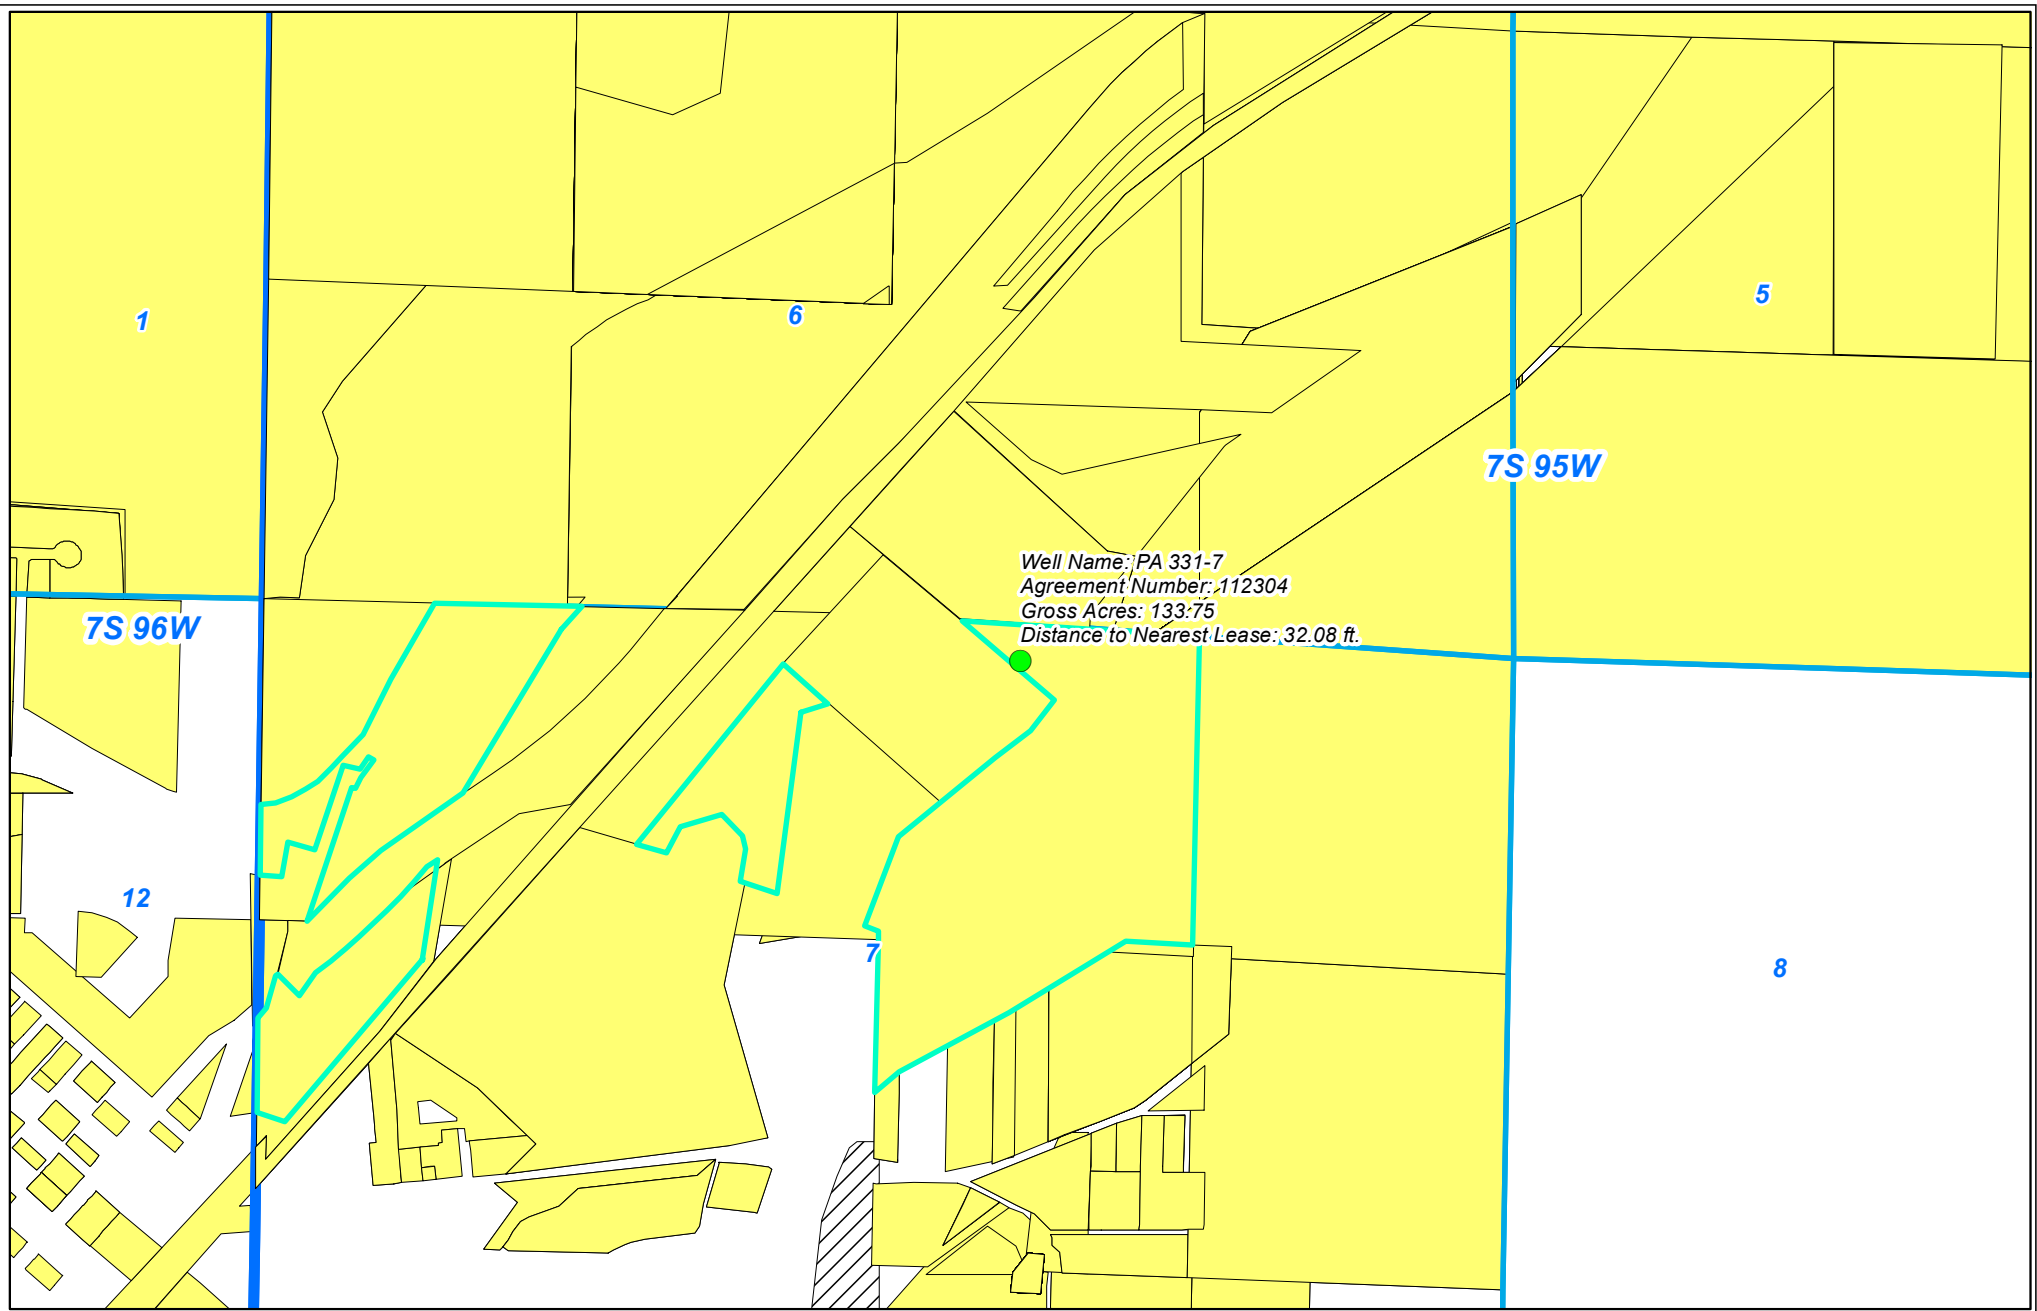 5
6
1
7S 95W
Well Name: PA 331-7
Agreement Number: 112304
Gross Acres: 133.75
Distance to Nearest Lease: 32.08 ft.
7S 96W
12
7
8